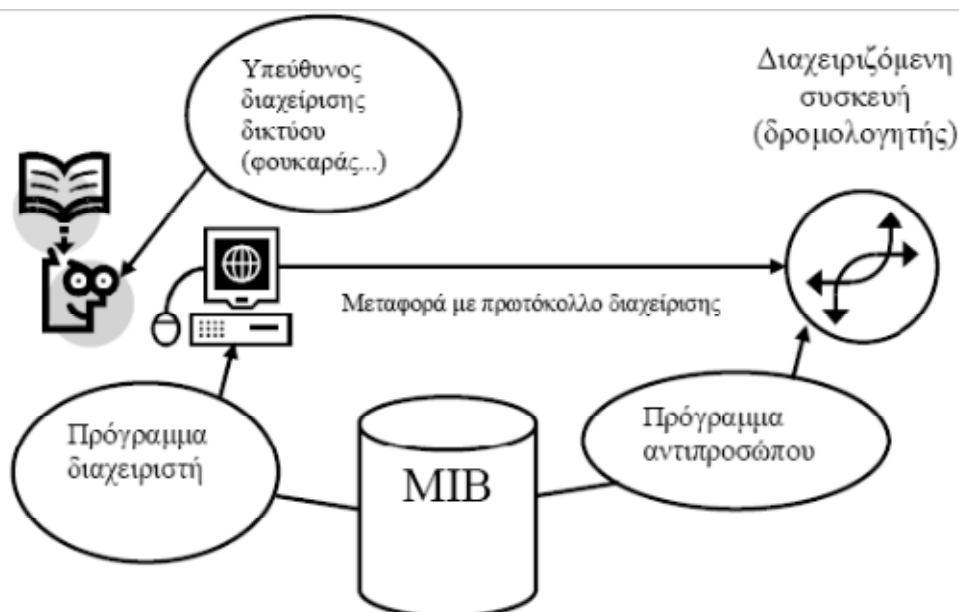 Υπεύθυνος
διαχείρισης
δικτύου
(φουκαράς...)
Διαχειριζόμενη
συσκευή
(δρομολογητής)
Μεταφορά με πρωτόκολλο διαχείρισης
Πρόγραμμα
διαχειριστή
MIB
Πρόγραμμα
αντιπροσώπου